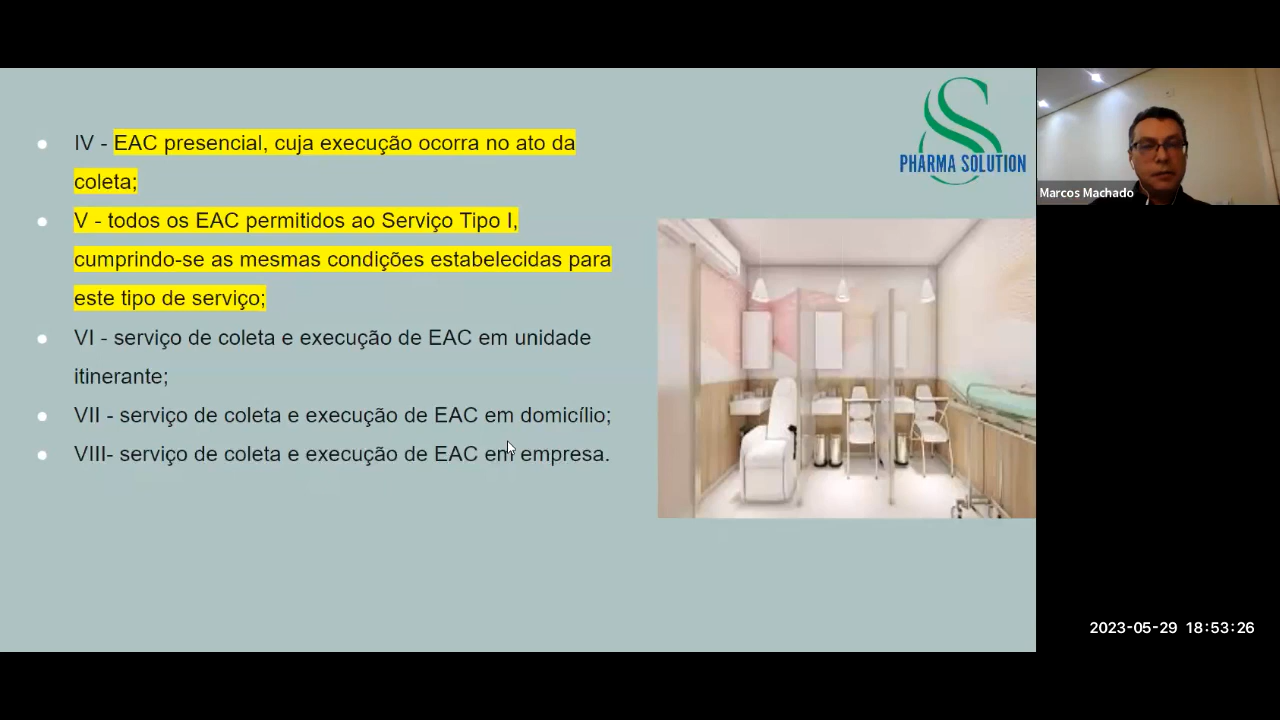 IV - EAC presencial, cuja execução ocorra no ato da
coleta;
V - todos os EAC permitidos ao Serviço Tipo I,
cumprindo-se as mesmas condições estabelecidas para
este tipo de serviço;
VI - serviço de coleta e execução de EAC em unidade
itinerante;
VII - serviço de coleta e execução de EAC em domicílio;
VIII- serviço de coleta e execução de EAC em empresa.
S
PHARMA SOLUTION
Marcos Machado
2023-05-29 18:53:26